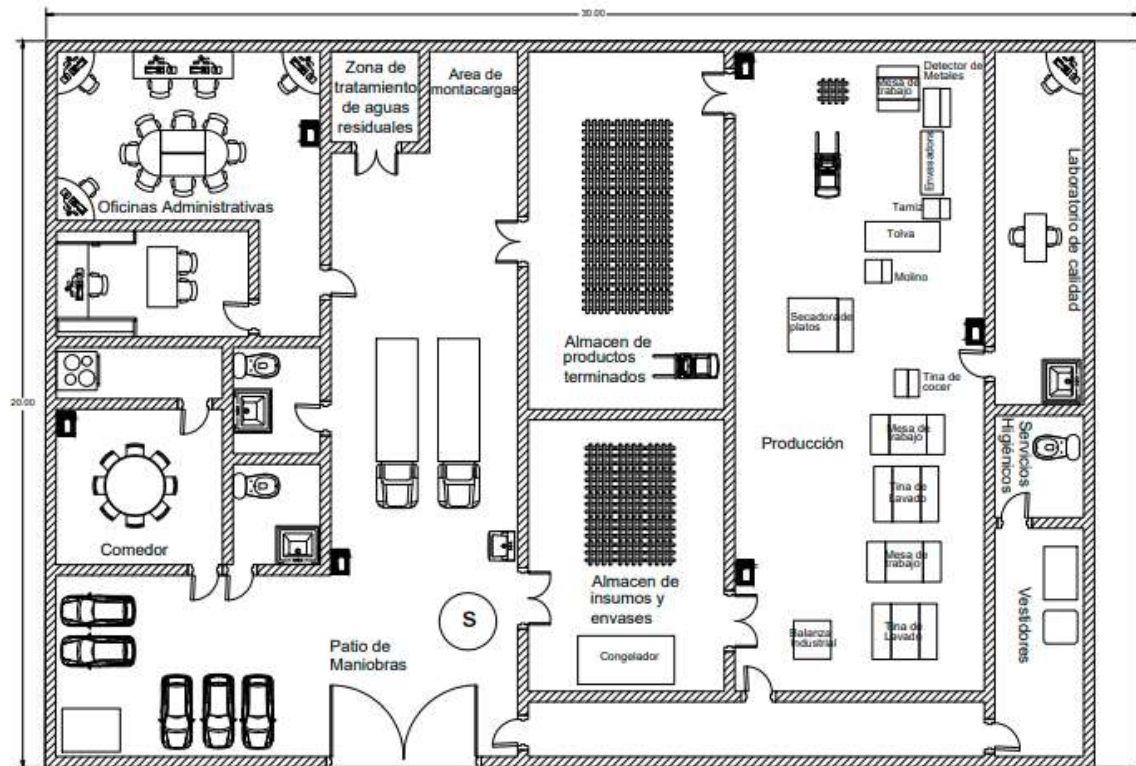 30.00
20.00
Zona de
tratamiento
de aguas
residuales
Area de
montacargas
Oficinas Administrativas
Detector de
Metales
Mesa de
trabajo
Envasadora
Tamiz
Tolva
Molino
Secadora de
platos
Laboratorio de calidad
Almacen de
productos
terminados
Tina de
cocer
Producción
Mesa de
trabajo
Servicios
Higiénicos
Tina de
Lavado
Comedor
Mesa de
trabajo
Almacen de
insumos y
envases
S
Patio de
Maniobras
Congelador
Balanza
Industrial
Tina de
Lavado
Vestidores